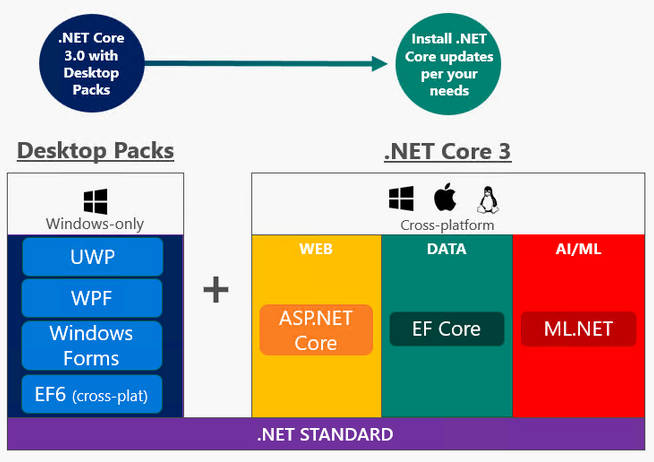 .NET Core
3.0 with
Desktop
Packs
Install .NET
Core updates
per your
needs
Desktop Packs
.NET Core 3
Windows-only
Cross-platform
UWP
WPF
Windows
Forms
EF6 (cross-plat)
+
WEB
DATA
AI/ML
ASP.NET
Core
EF Core
ML.NET
.NET STANDARD